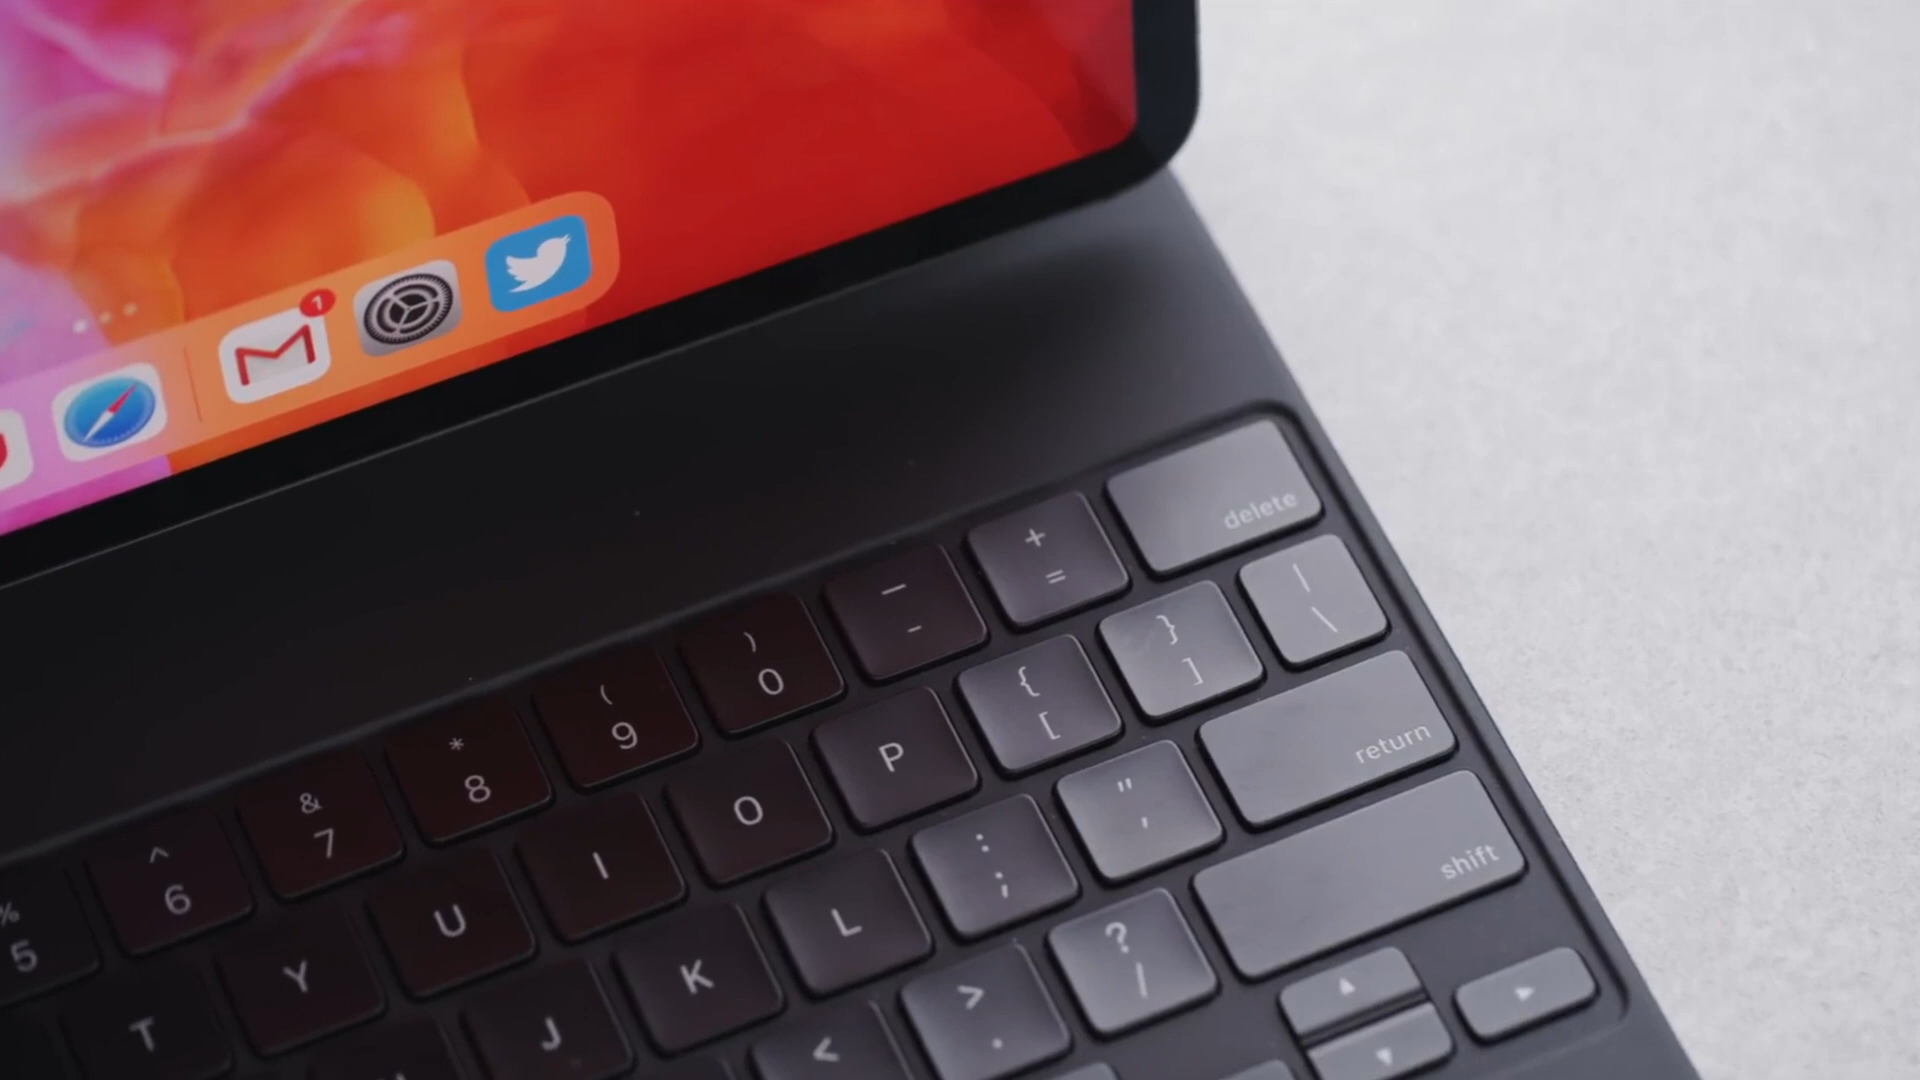 1
delete
+
=
—
-
)
0
(
9
*
8
&
7
^
6
%
5
|
\
}
]
{
[
P
O
I
U
Y
T
return
"
'
:
;
L
K
J
shift
?
/
>
.
<